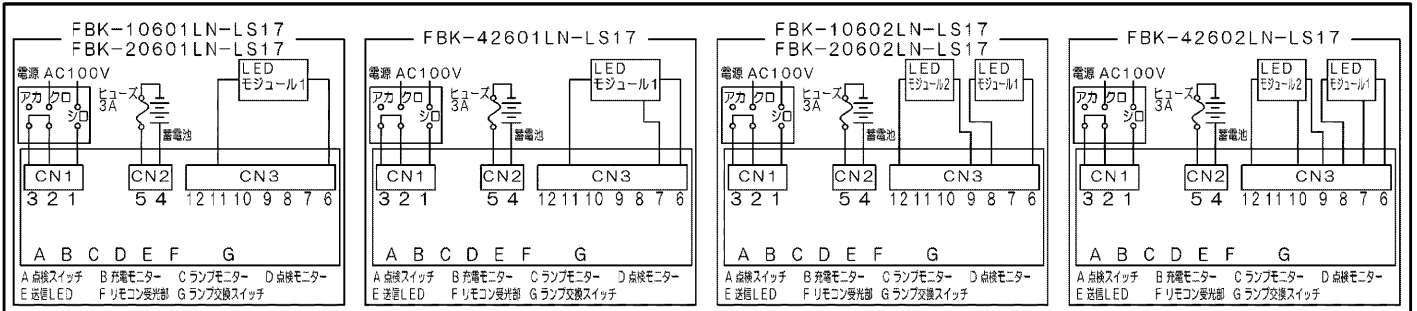 FBK-10601LN-LS17
FBK-20601LN-LS17
電源 AC100V
アカ クロ
シロ
ヒューズ
3A
蓄電池
LED
モジュール1
CN1
CN2
CN3
3 2 1
5 4
12 11 10 9 8 7 6
A B C D E F G
A 点検スイッチ B 充電モニター C ランプモニター D 点検モニター
E 送信LED F リモコン受光部 G ランプ交換スイッチ
FBK-42601LN-LS17
電源 AC100V
アカ クロ
シロ
ヒューズ
3A
蓄電池
LED
モジュール1
CN1
CN2
CN3
3 2 1
5 4
12 11 10 9 8 7 6
A B C D E F G
A 点検スイッチ B 充電モニター C ランプモニター D 点検モニター
E 送信LED F リモコン受光部 G ランプ交換スイッチ
FBK-10602LN-LS17
FBK-20602LN-LS17
電源 AC100V
アカ クロ
シロ
ヒューズ
3A
蓄電池
LED
モジュール2
LED
モジュール1
CN1
CN2
CN3
3 2 1
5 4
12 11 10 9 8 7 6
A B C D E F G
A 点検スイッチ B 充電モニター C ランプモニター D 点検モニター
E 送信LED F リモコン受光部 G ランプ交換スイッチ
FBK-42602LN-LS17
電源 AC100V
アカ クロ
シロ
ヒューズ
3A
蓄電池
LED
モジュール2
LED
モジュール1
CN1
CN2
CN3
3 2 1
5 4
12 11 10 9 8 7 6
A B C D E F G
A 点検スイッチ B 充電モニター C ランプモニター D 点検モニター
E 送信LED F リモコン受光部 G ランプ交換スイッチ